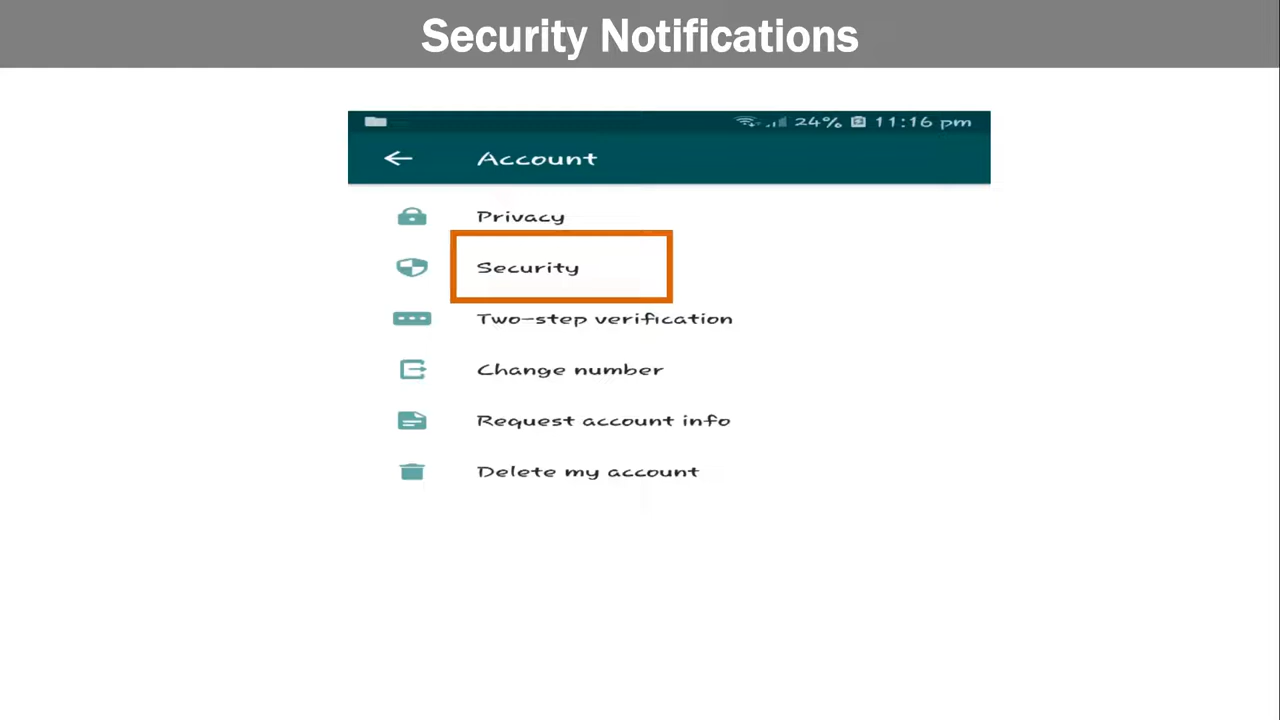 Security Notifications
24% 11:16 pm
Account
Privacy
Security
Two-step verification
Change number
Request account info
Delete my account